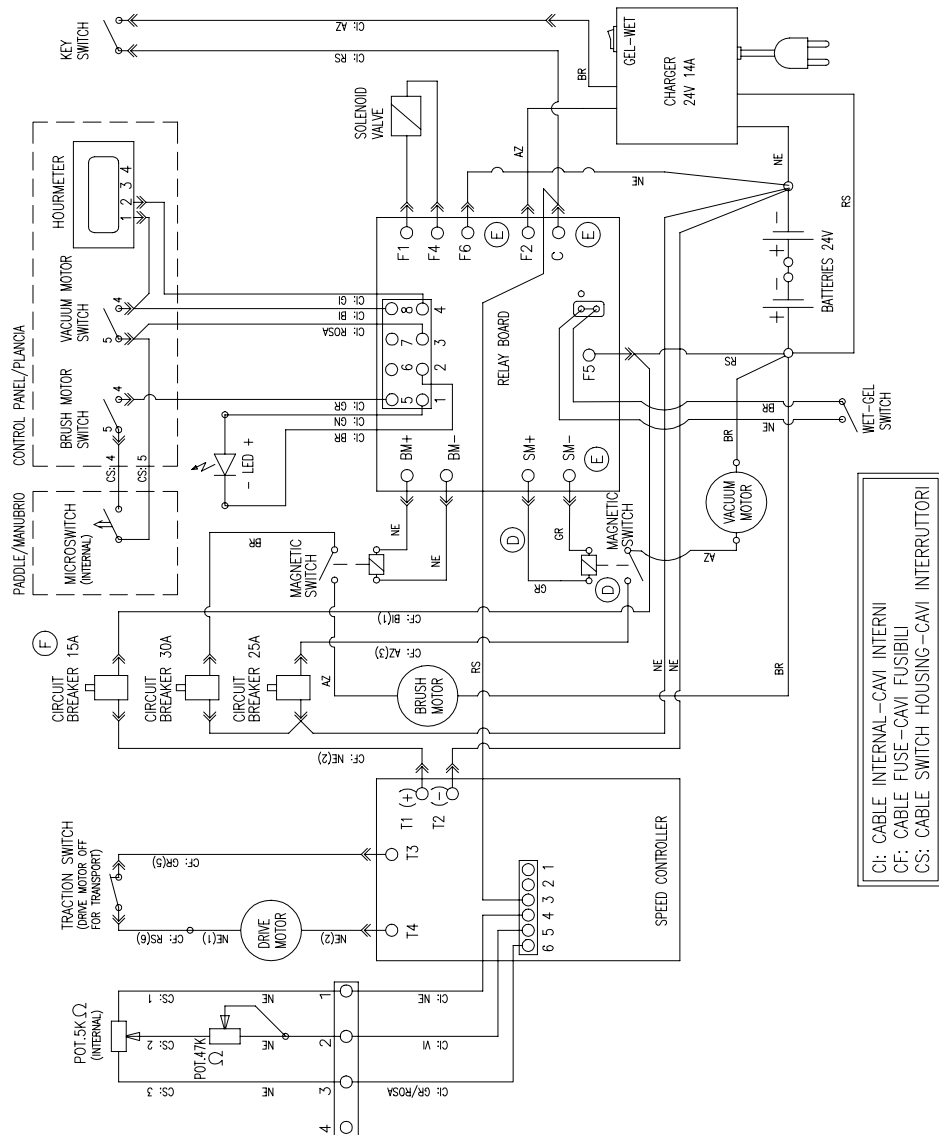 KEY
SWITCH
CI: AZ
CI: RS
BR
GEL-WET
CHARGER
24V 14A
SOLENOID
VALVE
AZ
NE
NE
RS
CONTROL PANEL/PLANCIA
HOURMETER
1 2 3 4
VACUUM MOTOR
SWITCH
5
4
BRUSH MOTOR
SWITCH
5
4
CI: GI
CI: BI
CI: ROSA
CI: GR
CI: GN
CI: BR
F1
F4
F6
E
F2
C
E
8
7
6
5
4
3
2
1
RELAY BOARD
F5
BM+
BM-
SM+
SM-
E
+ - + -
BATTERIES 24V
RS
BR
NE
WET-GEL
SWITCH
PADDLE/MANUBRIO
MICROSWITCH
(INTERNAL)
CS: 4
CS: 5
- LED +
NE
NE
BR
MAGNETIC
SWITCH
D
GR
GR
D
MAGNETIC
SWITCH
BR
VACUUM
MOTOR
AZ
F
CIRCUIT
BREAKER 15A
CIRCUIT
BREAKER 30A
CIRCUIT
BREAKER 25A
CF: BI(1)
CF: AZ(3)
AZ
BRUSH
MOTOR
RS
NE
NE
BR
CF: NE(2)
TRACTION SWITCH
(DRIVE MOTOR OFF
FOR TRANSPORT)
CF: GR(5)
CF: RS(6)
NE(1)
DRIVE
MOTOR
NE(2)
T1 (+)
T2 (-)
T3
T4
6 5 4 3 2 1
SPEED CONTROLLER
POT.5K Ω
(INTERNAL)
CS: 1
CS: 2
CS: 3
POT.47K
Ω
NE
NE
NE
4
3
2
1
CI: NE
CI: VI
CI: GR/ROSA
CI: CABLE INTERNAL-CAVI INTERNI
CF: CABLE FUSE-CAVI FUSIBILI
CS: CABLE SWITCH HOUSING-CAVI INTERRUTTORI